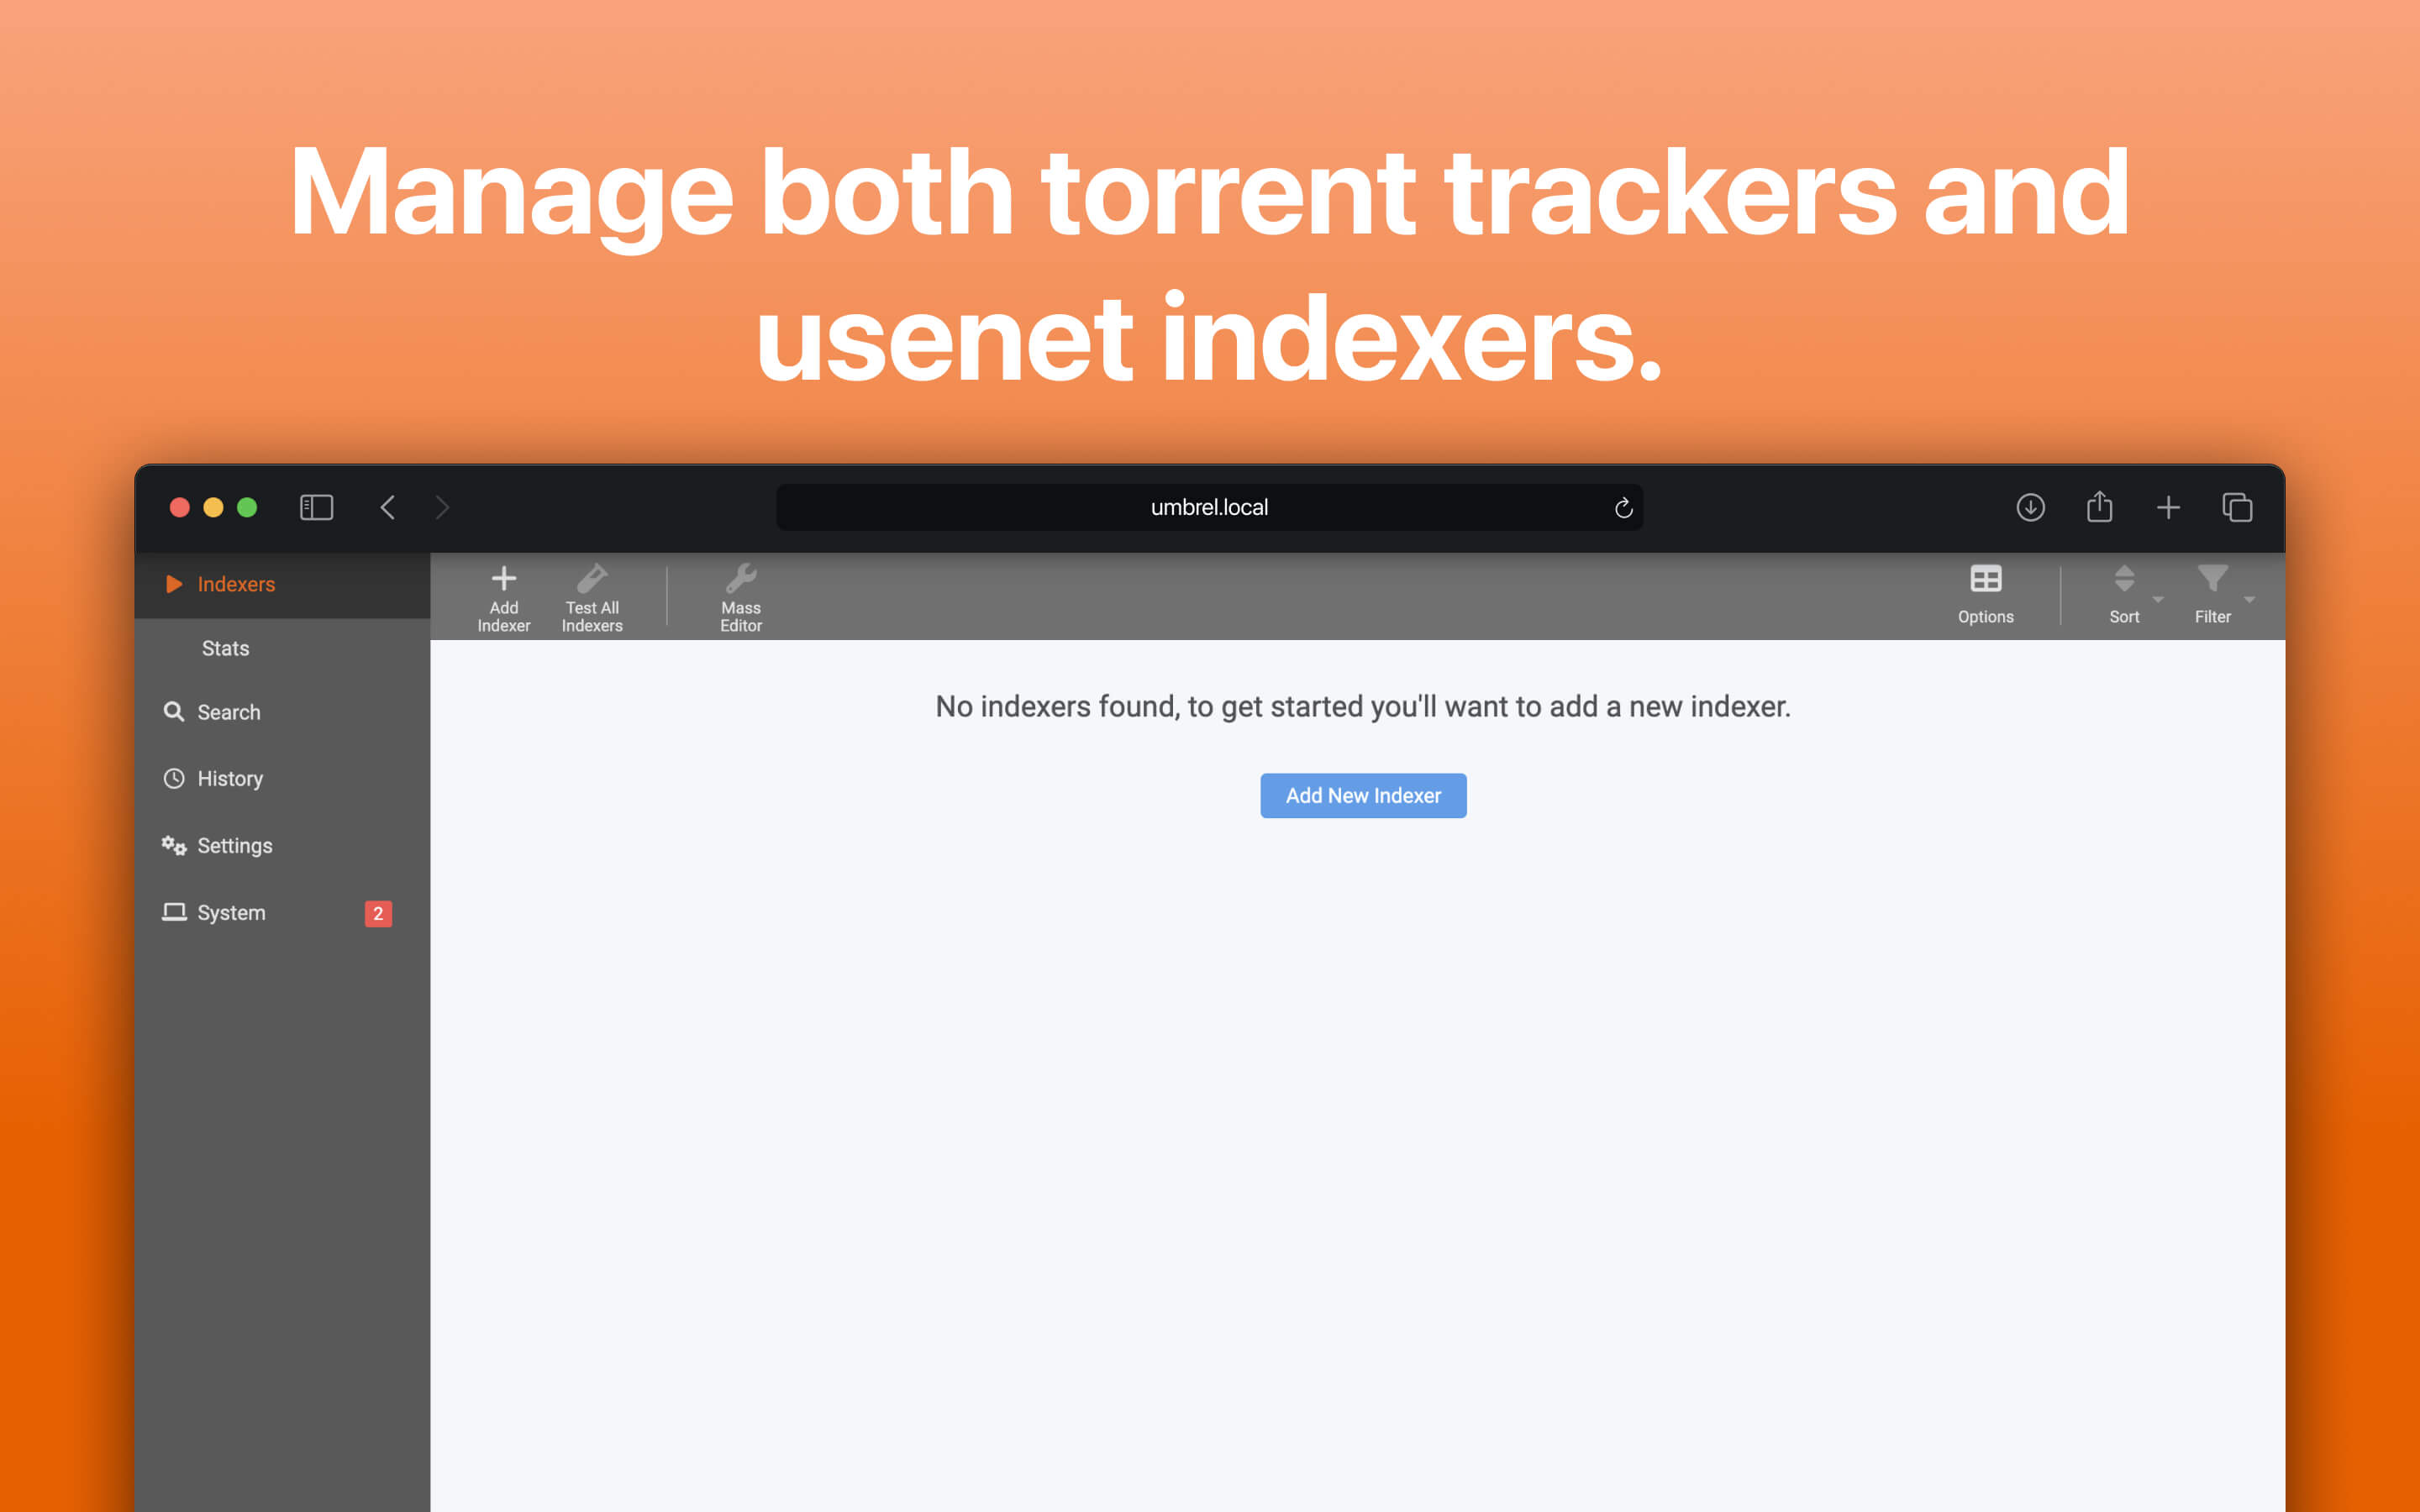 Manage both torrent trackers and
usenet indexers.
umbrel.local
Indexers
Stats
Search
History
Settings
System
2
Add
Indexer
Test All
Indexers
Mass
Editor
Options
Sort
Filter
No indexers found, to get started you'll want to add a new indexer.
Add New Indexer